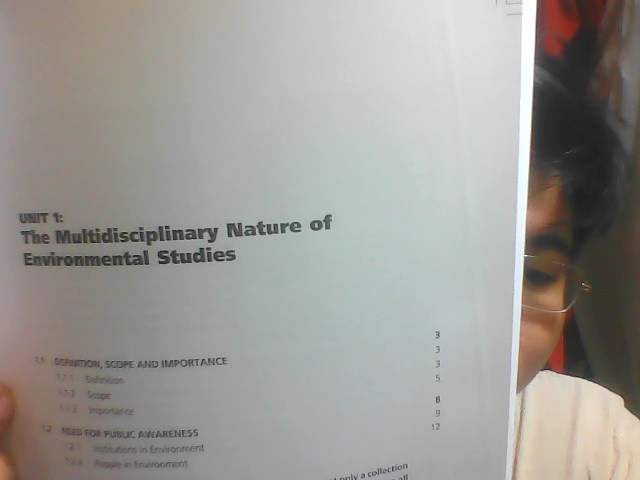 UNIT 1:
The Multidisciplinary Nature of
Environmental Studies
3
1.1 DEFINITION, SCOPE AND IMPORTANCE 3
1.1.1 Definition 3
1.1.2 Scope 5
1.1.3 Importance 8
1.2 NEED FOR PUBLIC AWARENESS 9
1.2.1 Institutions in Environment 12
1.2.2 People in Environment
not only a collection
all